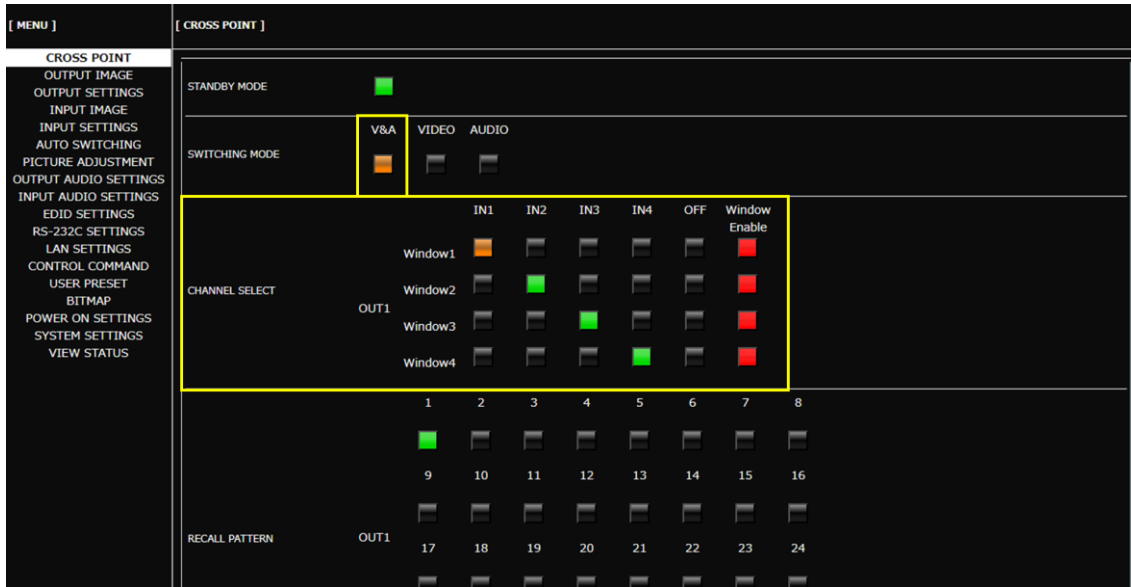 [ MENU ]
[ CROSS POINT ]
CROSS POINT
OUTPUT IMAGE
OUTPUT SETTINGS
INPUT IMAGE
INPUT SETTINGS
AUTO SWITCHING
PICTURE ADJUSTMENT
OUTPUT AUDIO SETTINGS
INPUT AUDIO SETTINGS
EDID SETTINGS
RS-232C SETTINGS
LAN SETTINGS
CONTROL COMMAND
USER PRESET
BITMAP
POWER ON SETTINGS
SYSTEM SETTINGS
VIEW STATUS
STANDBY MODE
V&A VIDEO AUDIO
SWITCHING MODE
IN1 IN2 IN3 IN4 OFF Window
Enable
Window1
CHANNEL SELECT Window2
OUT1
Window3
Window4
1 2 3 4 5 6 7 8
9 10 11 12 13 14 15 16
RECALL PATTERN OUT1
17 18 19 20 21 22 23 24